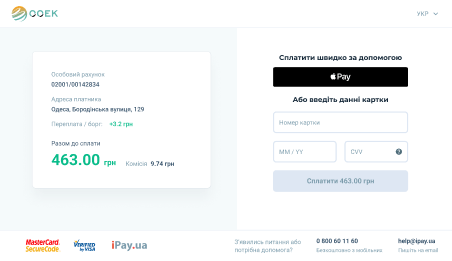 ООЕК
УКР
Особовий рахунок
02001/00142834
Адреса платника
Одеса, Бородінська вулиця, 129
Переплата / борг: +3.2 грн
Разом до сплати
463.00 грн Комісія 9.74 грн
Сплатити швидко за допомогою
Pay
Або введіть данні картки
Номер картки
MM / YY
CVV
?
Сплатити 463.00 грн
MasterCard.
SecureCode.
VERIFIED
by VISA
iPay.ua
З'явились питання або
потрібна допомога?
0 800 60 11 60
Безкоштовно з мобільних
help@ipay.ua
Пишіть на email